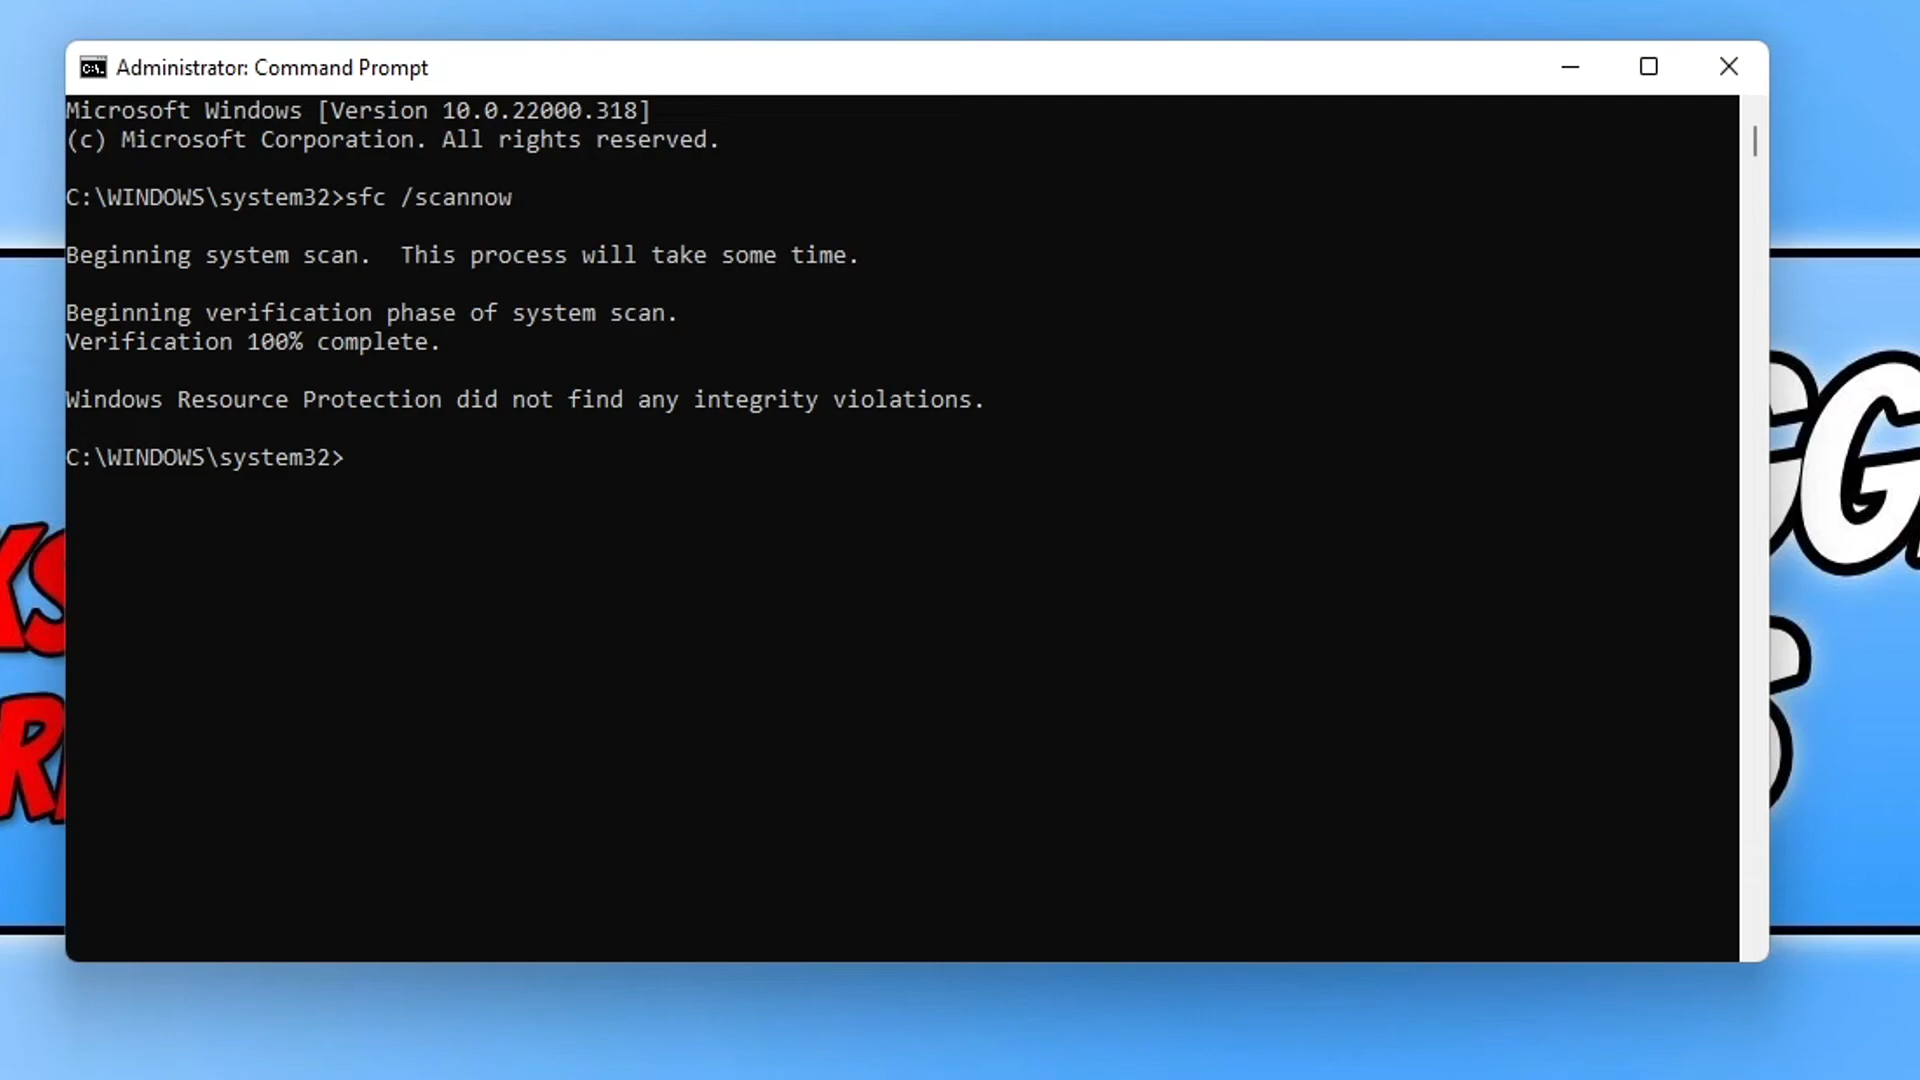 Administrator: Command Prompt
Microsoft Windows [Version 10.0.22000.318]
(c) Microsoft Corporation. All rights reserved.
C:\WINDOWS\system32>sfc /scannow
Beginning system scan.  This process will take some time.
Beginning verification phase of system scan.
Verification 100% complete.
Windows Resource Protection did not find any integrity violations.
C:\WINDOWS\system32>